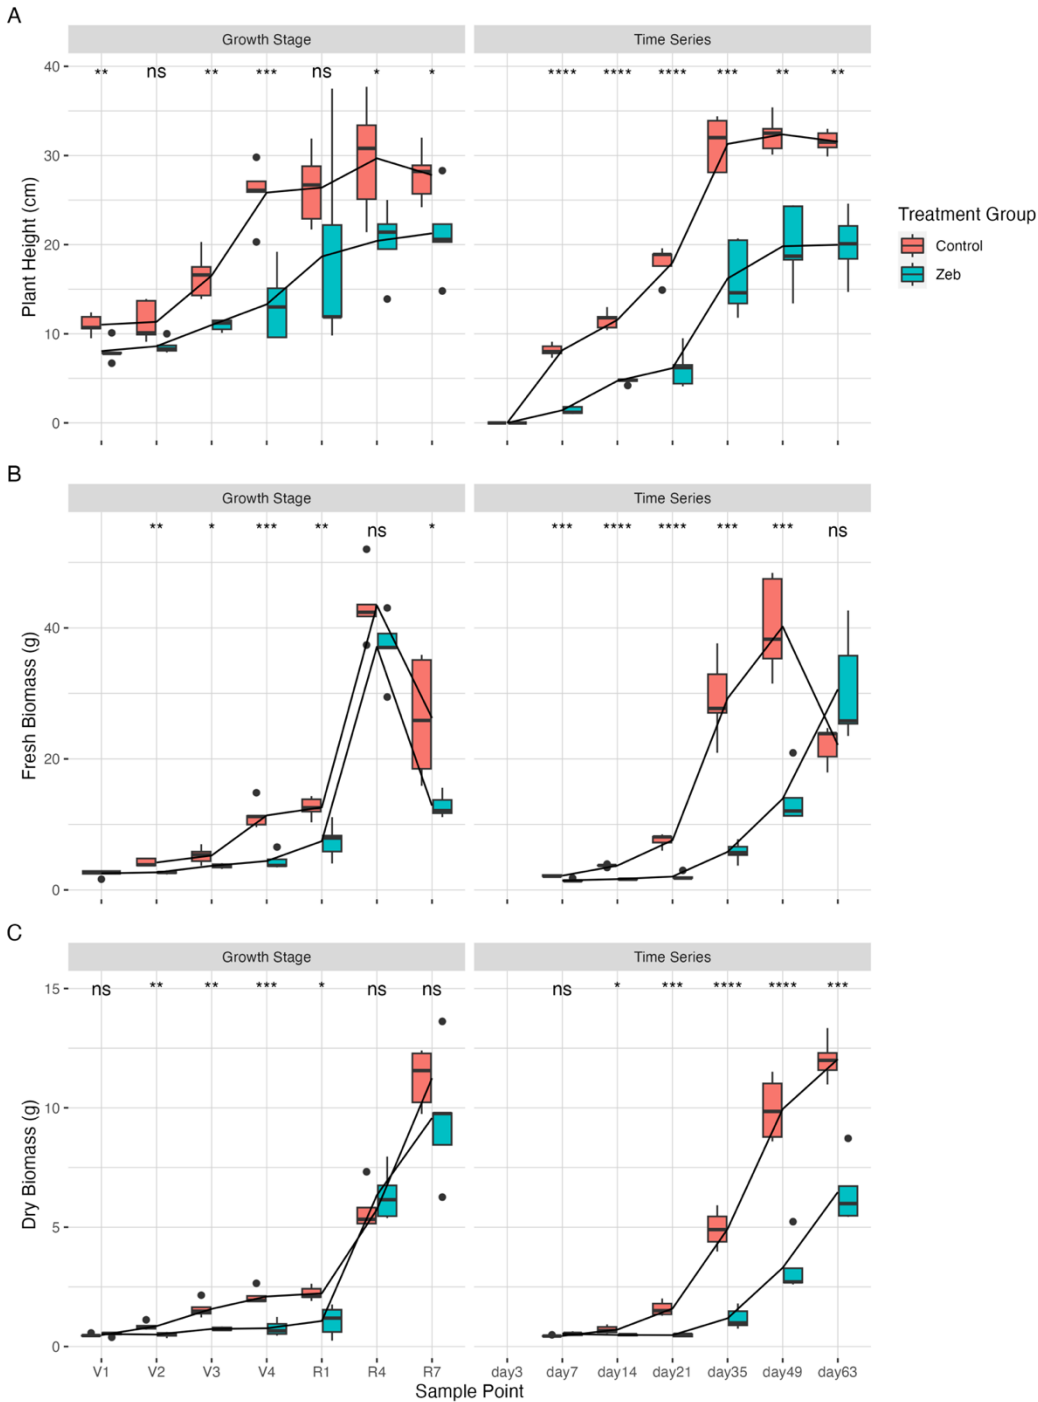 A
Growth Stage
Time Series
** ns ** *** ns * *
**** **** **** *** ** **
40
30
20
10
0
Plant Height (cm)
Treatment Group
Control
Zeb
B
Growth Stage
Time Series
** * *** ** ns *
*** **** **** *** *** ns
40
20
0
Fresh Biomass (g)
C
Growth Stage
Time Series
ns ** ** *** * ns ns
ns * *** **** **** ***
15
10
5
0
Dry Biomass (g)
V1 V2 V3 V4 R1 R4 R7
day3 day7 day14 day21 day35 day49 day63
Sample Point